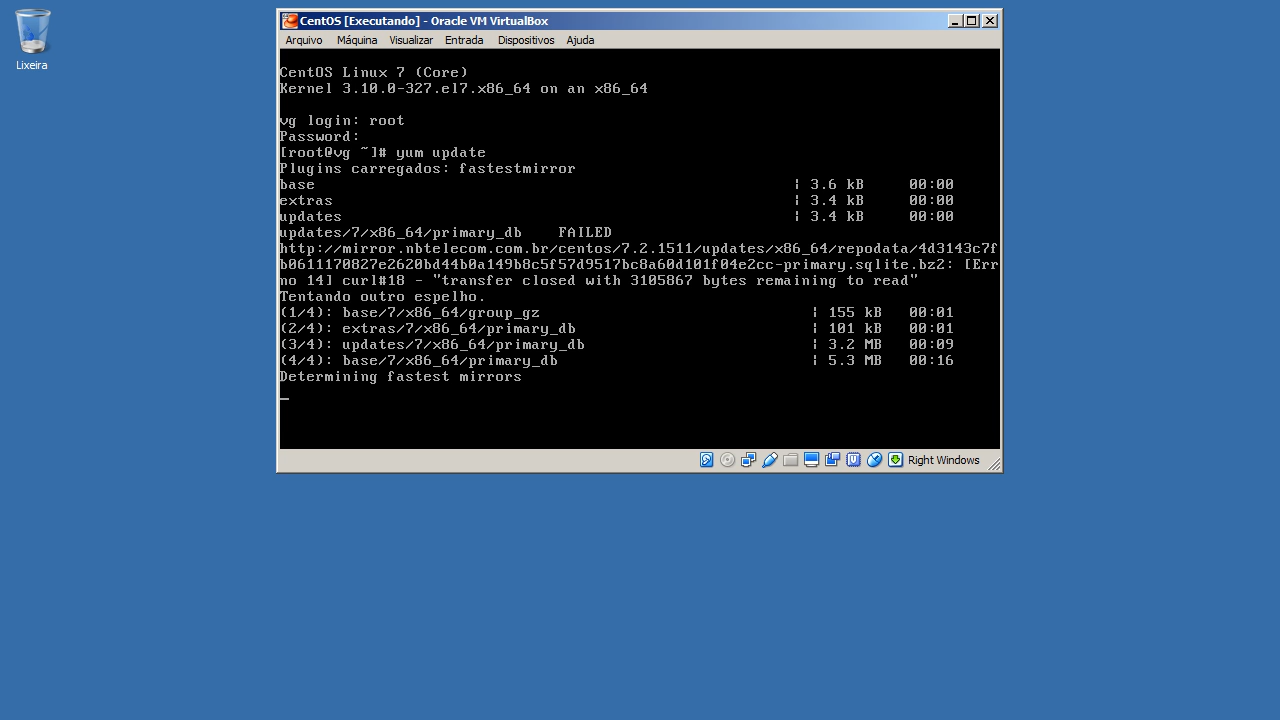 Lixeira
CentOS [Executando] - Oracle VM VirtualBox
Arquivo Máquina Visualizar Entrada Dispositivos Ajuda
CentOS Linux 7 (Core)
Kernel 3.10.0-327.el7.x86_64 on an x86_64
vg login: root
Password:
[root@vg ~]# yum update
Plugins carregados: fastestmirror
base | 3.6 kB 00:00
extras | 3.4 kB 00:00
updates | 3.4 kB 00:00
updates/7/x86_64/primary_db FAILED
http://mirror.nbtelecom.com.br/centos/7.2.1511/updates/x86_64/repodata/4d3143c7f
b0611170827e2620bd44b0a149b8c5f57d9517bc8a60d101f04e2cc-primary.sqlite.bz2: [Err
no 14] curl#18 - "transfer closed with 3105867 bytes remaining to read"
Tentando outro espelho.
(1/4): base/7/x86_64/group_gz | 155 kB 00:01
(2/4): extras/7/x86_64/primary_db | 101 kB 00:01
(3/4): updates/7/x86_64/primary_db | 3.2 MB 00:09
(4/4): base/7/x86_64/primary_db | 5.3 MB 00:16
Determining fastest mirrors
Right Windows